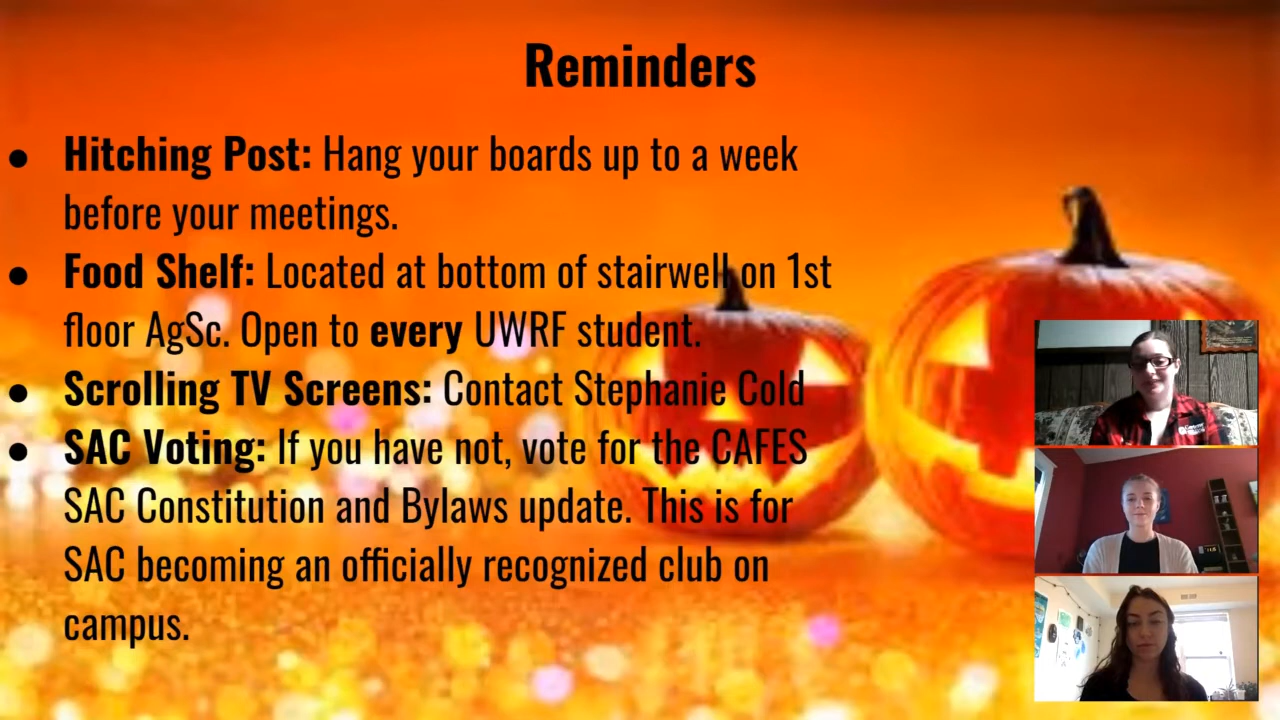 Reminders
● Hitching Post: Hang your boards up to a week
before your meetings.
● Food Shelf: Located at bottom of stairwell on 1st
floor AgSc. Open to every UWRF student.
● Scrolling TV Screens: Contact Stephanie Cold
● SAC Voting: If you have not, vote for the CAFES
SAC Constitution and Bylaws update. This is for
SAC becoming an officially recognized club on
campus.